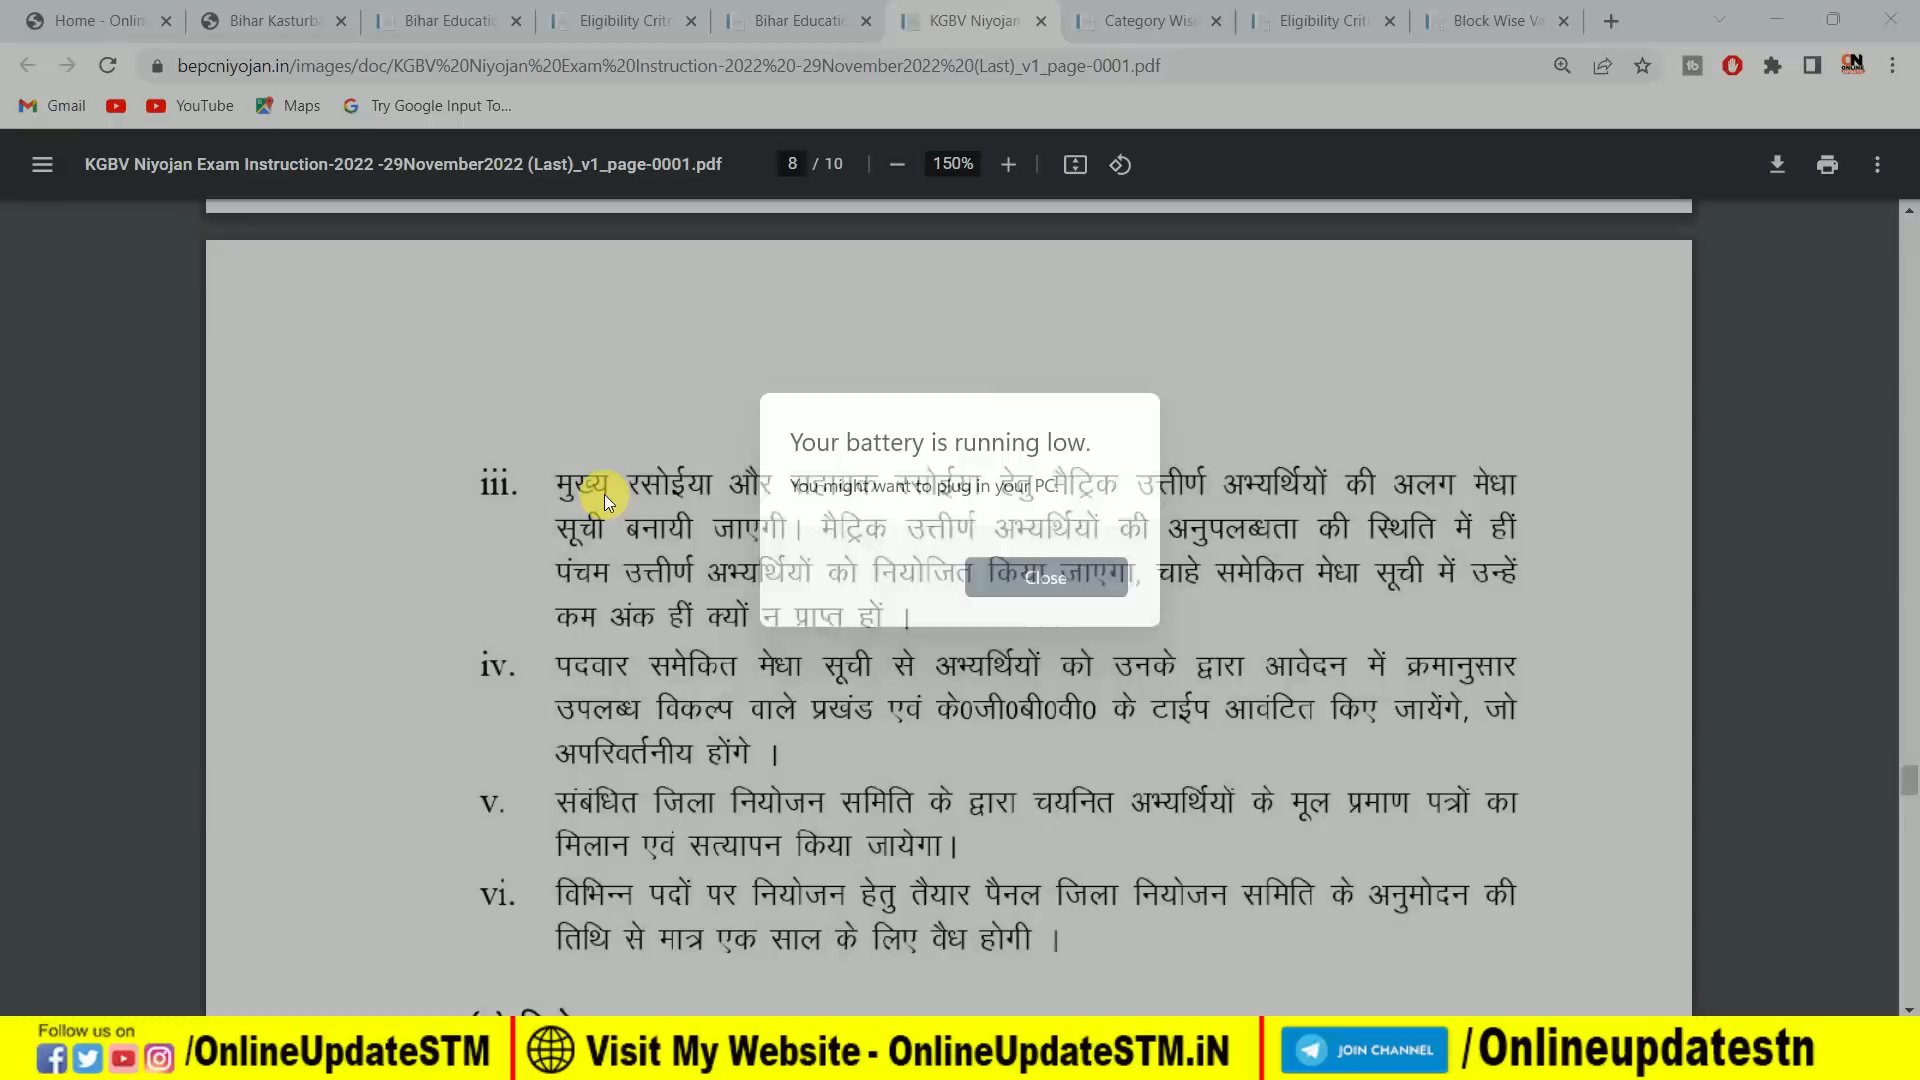 Home - Onlin
Bihar Kasturb
Bihar Educati
Eligibility Crit
Bihar Educati
KGBV Niyojan
Category Wis
Eligibility Crit
Block Wise V
bepcniyojan.in/images/doc/KGBV%20Niyojan%20Exam%20Instruction-2022%20-29November2022%20(Last)_v1_page-0001.pdf
Gmail
YouTube
Maps
Try Google Input To...
KGBV Niyojan Exam Instruction-2022 -29November2022 (Last)_v1_page-0001.pdf
8 / 10
150%
Your battery is running low.
You might want to plug in your PC.
Close
iii. मुख्य रसोईया और सहायक रसोईया हेतु मैट्रिक उत्तीर्ण अभ्यर्थियों की अलग मेधा
सूची बनायी जाएगी। मैट्रिक उत्तीर्ण अभ्यर्थियों की अनुपलब्धता की स्थिति में हीं
पंचम उत्तीर्ण अभ्यर्थियों को नियोजित किया जाएगा, चाहे समेकित मेधा सूची में उन्हें
कम अंक हीं क्यों न प्राप्त हों ।
iv. पदवार समेकित मेधा सूची से अभ्यर्थियों को उनके द्वारा आवेदन में क्रमानुसार
उपलब्ध विकल्प वाले प्रखंड एवं के0जी0बी0वी0 के टाईप आवंटित किए जायेंगे, जो
अपरिवर्तनीय होंगे ।
v. संबंधित जिला नियोजन समिति के द्वारा चयनित अभ्यर्थियों के मूल प्रमाण पत्रों का
मिलान एवं सत्यापन किया जायेगा।
vi. विभिन्न पदों पर नियोजन हेतु तैयार पैनल जिला नियोजन समिति के अनुमोदन की
तिथि से मात्र एक साल के लिए वैध होगी ।
Follow us on
/OnlineUpdateSTM
Visit My Website - OnlineUpdateSTM.iN
JOIN CHANNEL
/Onlineupdatestn